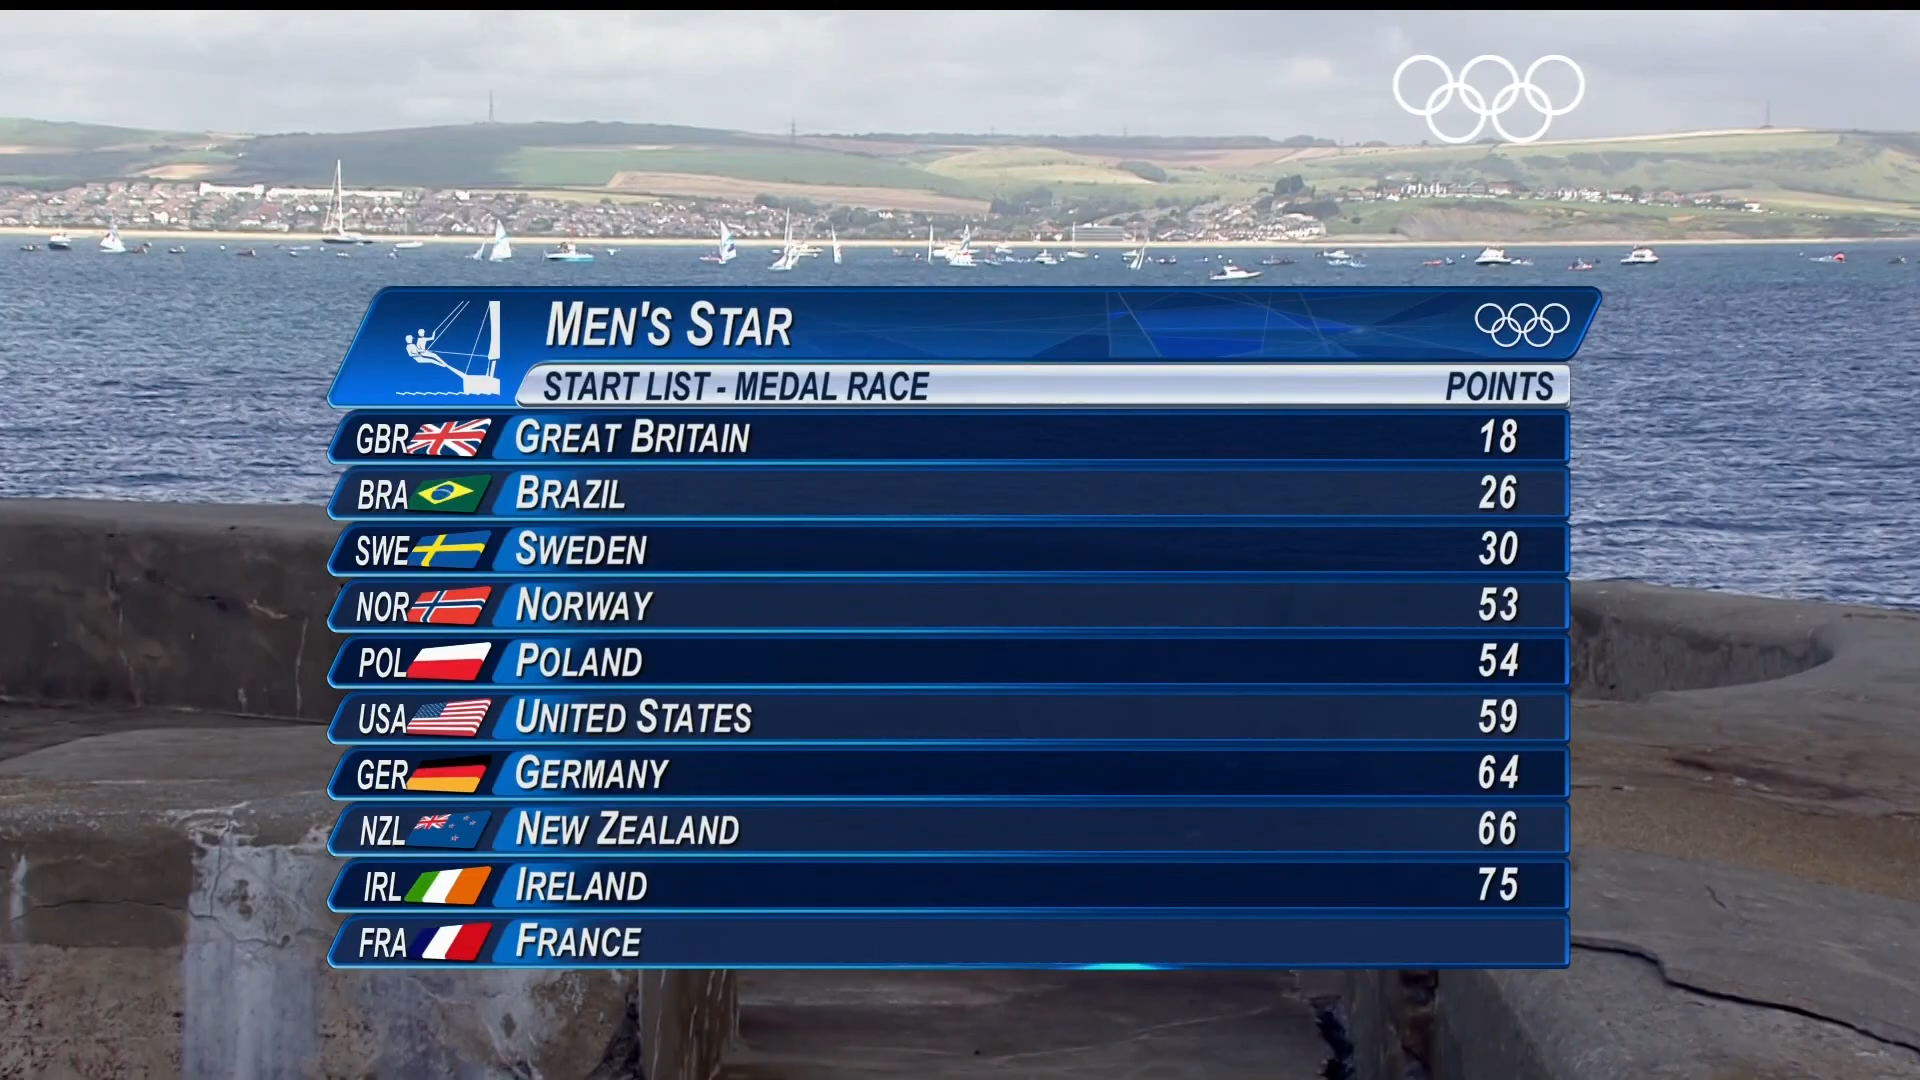 MEN'S STAR
START LIST - MEDAL RACE POINTS
GBR GREAT BRITAIN 18
BRA BRAZIL 26
SWE SWEDEN 30
NOR NORWAY 53
POL POLAND 54
USA UNITED STATES 59
GER GERMANY 64
NZL NEW ZEALAND 66
IRL IRELAND 75
FRA FRANCE